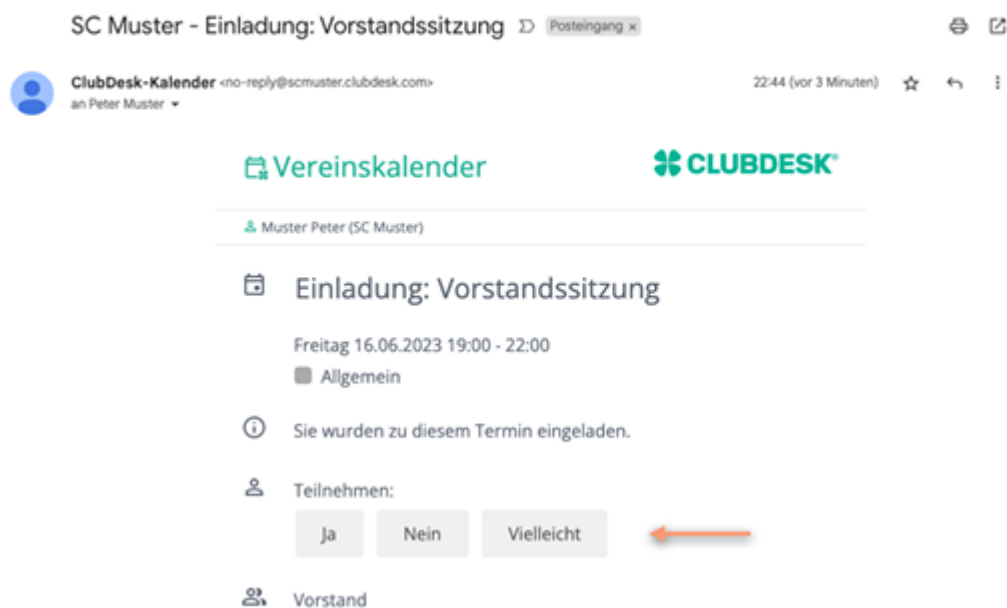 SC Muster - Einladung: Vorstandssitzung Posteingang ×
ClubDesk-Kalender <no-reply@scmuster.clubdesk.com> 22:44 (vor 3 Minuten)
an Peter Muster
Vereinskalender CLUBDESK®
Muster Peter (SC Muster)
Einladung: Vorstandssitzung
Freitag 16.06.2023 19:00 - 22:00
Allgemein
Sie wurden zu diesem Termin eingeladen.
Teilnehmen:
Ja Nein Vielleicht
Vorstand